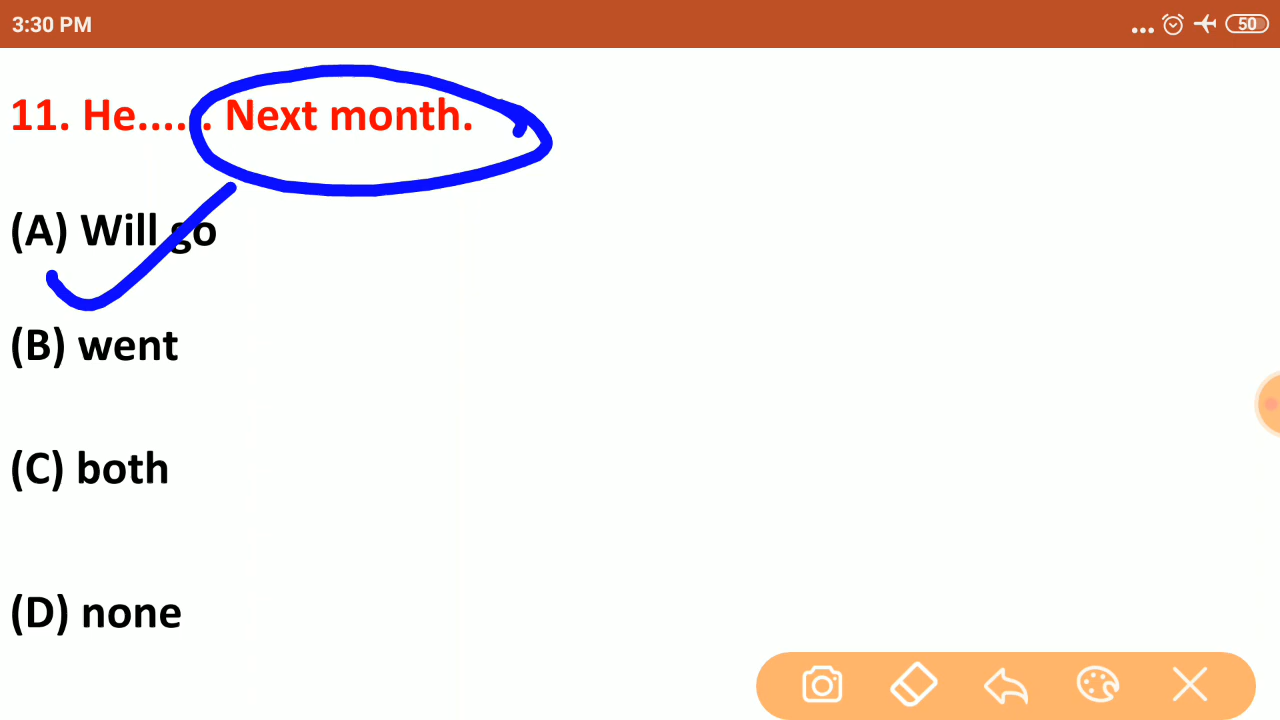 3:30 PM
50
11. He...... Next month.
(A) Will go
(B) went
(C) both
(D) none